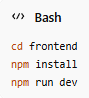 </> Bash
cd frontend
npm install
npm run dev